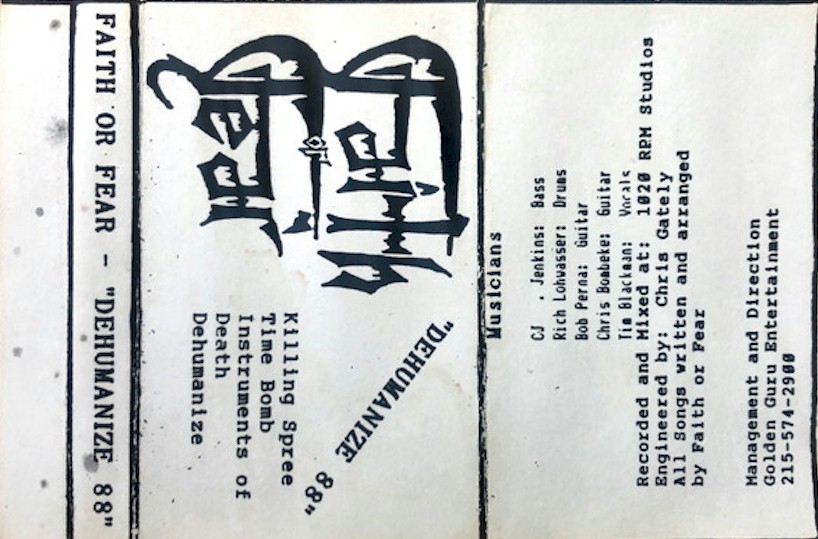 FAITH OR FEAR - "DEHUMANIZE 88"
Faith
or
Fear
"DEHUMANIZE 88"
Killing Spree
Time Bomb
Instruments of
Death
Dehumanize
Musicians
CJ . Jenkins: Bass
Rich Lohwasser: Drums
Bob Perna: Guitar
Chris Bombeke: Guitar
Tim Blackman: Vocals
Recorded and Mixed at: 1020 RPM Studios
Engineered by: Chris Gately
All Songs written and arranged
by Faith or Fear
Management and Direction
Golden Guru Entertainment
215-574-2900